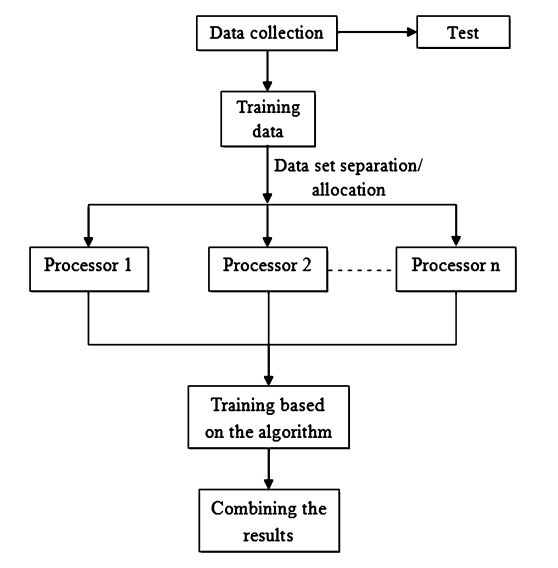 Data collection
Test
Training
data
Data set separation/
allocation
Processor 1
Processor 2
Processor n
Training based
on the algorithm
Combining the
results